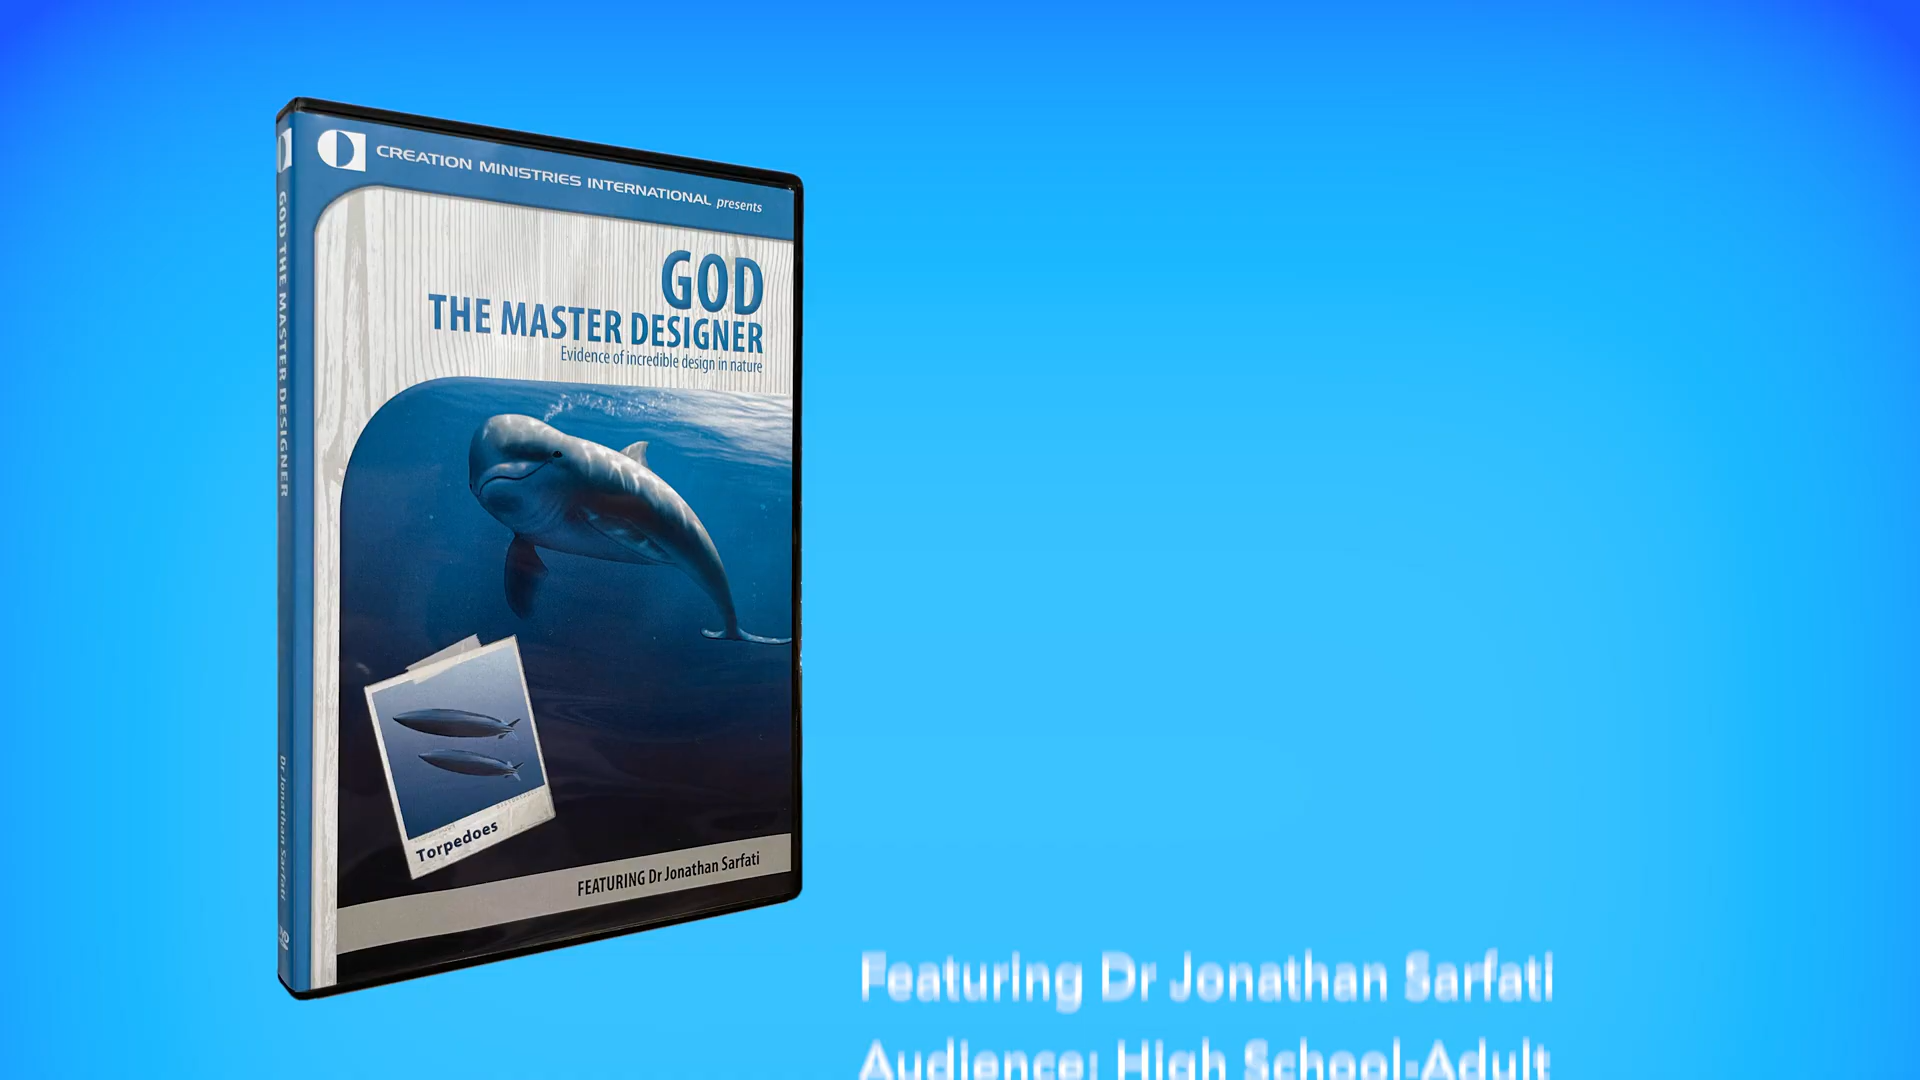 CREATION MINISTRIES INTERNATIONAL presents
GOD
THE MASTER DESIGNER
Evidence of incredible design in nature
Torpedoes
FEATURING Dr Jonathan Sarfati
GOD THE MASTER DESIGNER
Dr Jonathan Sarfati
Featuring Dr Jonathan Sarfati
Audience: High School-Adult